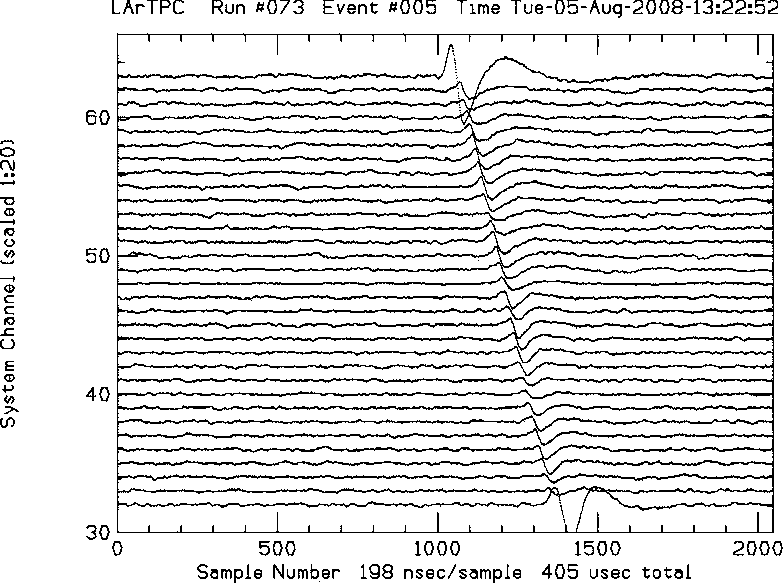 LArTPC Run #073 Event #005 Time Tue-05-Aug-2008-13:22:52
System Channel (scaled 1:20)
60
50
40
30
0 500 1000 1500 2000
Sample Number 198 nsec/sample 405 usec total